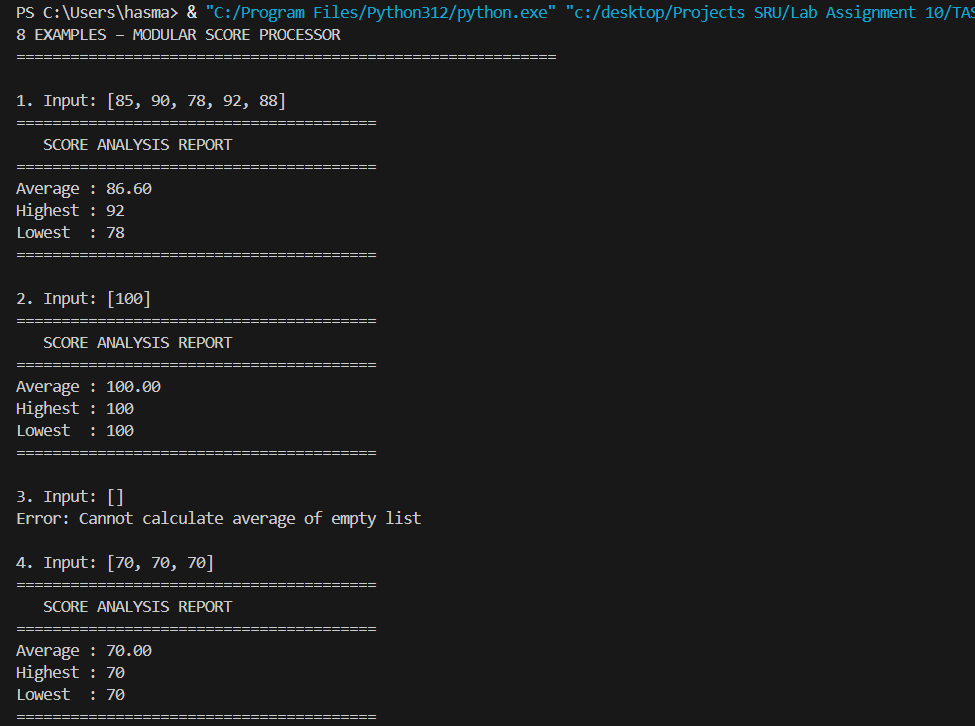 PS C:\Users\hasma> & "C:/Program Files/Python312/python.exe" "c:/desktop/Projects SRU/Lab Assignment 10/TAS
8 EXAMPLES – MODULAR SCORE PROCESSOR
============================================================
1. Input: [85, 90, 78, 92, 88]
========================================
   SCORE ANALYSIS REPORT
========================================
Average : 86.60
Highest : 92
Lowest  : 78
========================================
2. Input: [100]
========================================
   SCORE ANALYSIS REPORT
========================================
Average : 100.00
Highest : 100
Lowest  : 100
========================================
3. Input: []
Error: Cannot calculate average of empty list
4. Input: [70, 70, 70]
========================================
   SCORE ANALYSIS REPORT
========================================
Average : 70.00
Highest : 70
Lowest  : 70
========================================